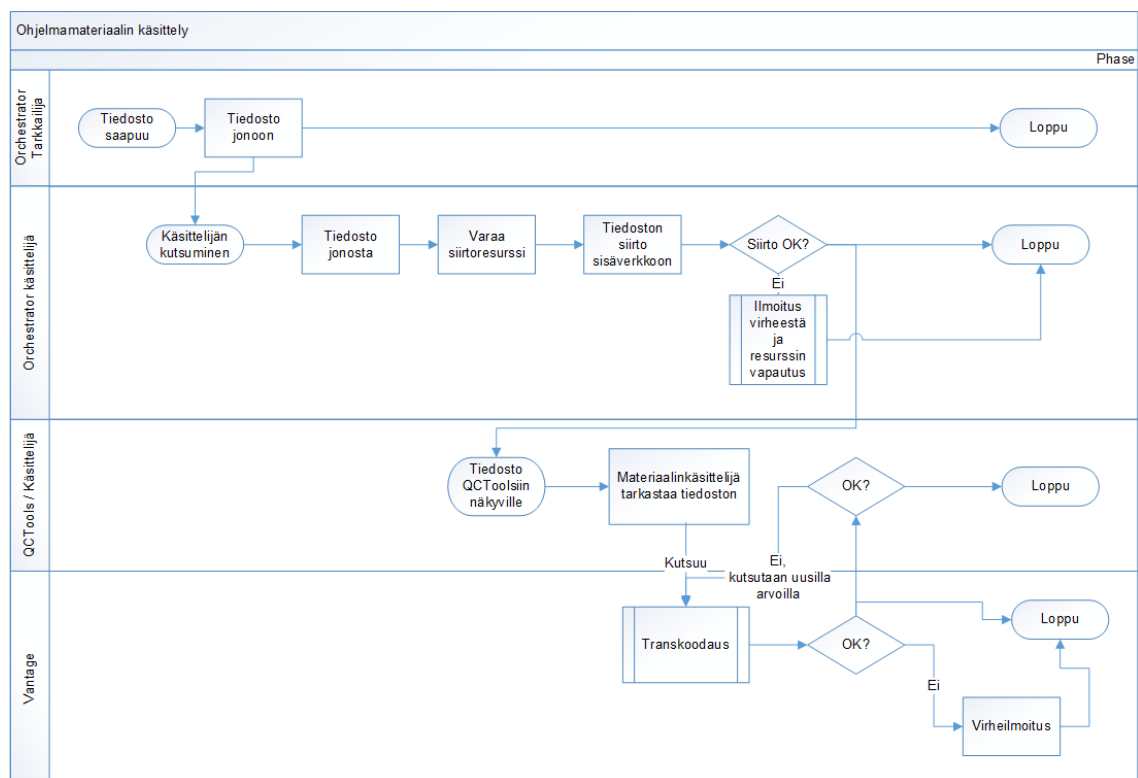 Ohjelmamateriaalin käsittely
Phase
Orchestrator
Tarkkailija
Tiedosto
saapuu
Tiedosto
jonoon
Loppu
Orchestrator käsittelijä
Käsittelijän
kutsuminen
Tiedosto
jonosta
Varaa
siirtoresurssi
Tiedoston
siirto
sisäverkkoon
Siirto OK?
Loppu
Ei
Ilmoitus
virheestä
ja
resurssin
vapautus
QCTools / Käsittelijä
Tiedosto
QCToolsiin
näkyville
Materiaalinkäsittelijä
tarkastaa tiedoston
OK?
Loppu
Kutsuu
Ei,
kutsutaan uusilla
arvoilla
Vantage
Transkoodaus
OK?
Loppu
Ei
Virheilmoitus